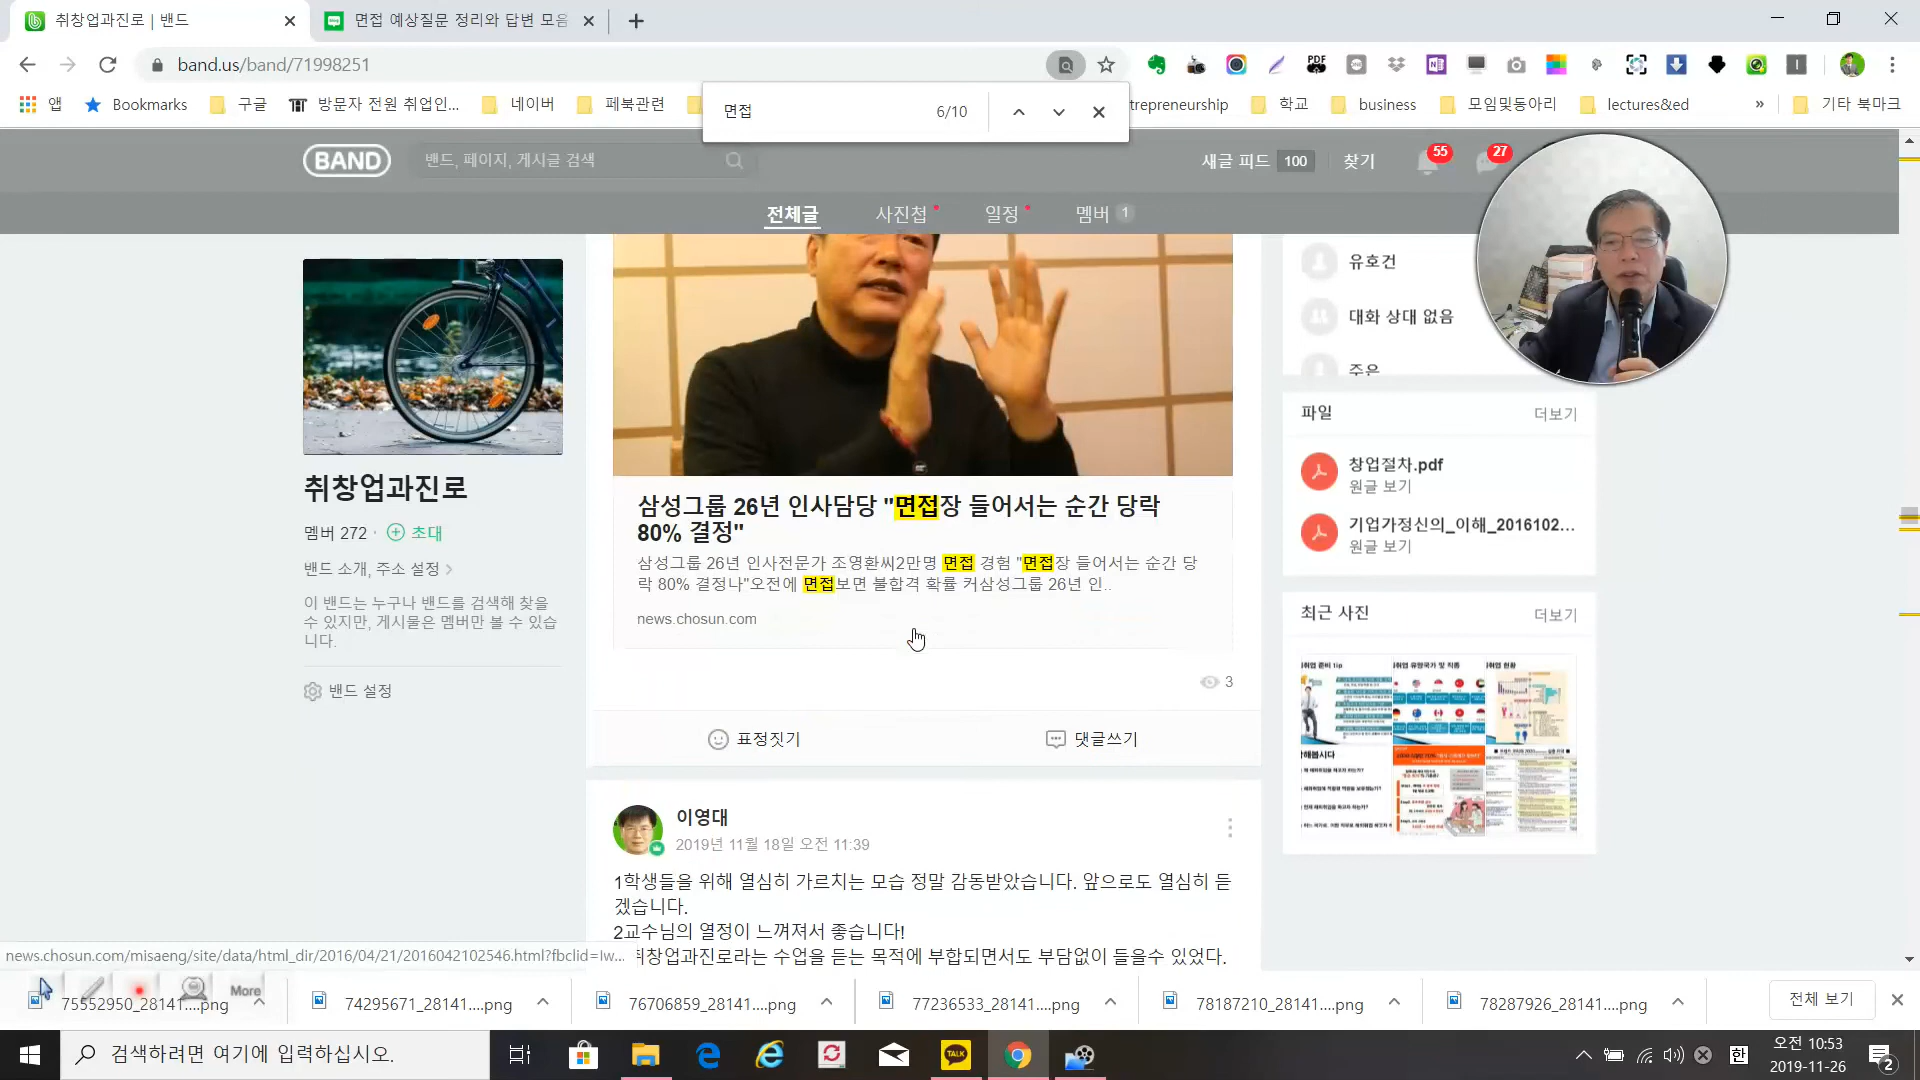 취창업과진로 | 밴드
면접 예상질문 정리와 답변 모음
band.us/band/71998251
앱
Bookmarks
구글
방문자 전원 취업인...
네이버
페북관련
trepreneurship
학교
business
모임및동아리
lectures&ed
»
기타 북마크
면접
6/10
BAND
밴드, 페이지, 게시글 검색
새글 피드 100
찾기
55
27
전체글
사진첩
일정
멤버 1
취창업과진로
멤버 272 · 초대
밴드 소개, 주소 설정
이 밴드는 누구나 밴드를 검색해 찾을
수 있지만, 게시물은 멤버만 볼 수 있습
니다.
밴드 설정
삼성그룹 26년 인사담당 "면접장 들어서는 순간 당락
80% 결정"
삼성그룹 26년 인사전문가 조영환씨2만명 면접 경험 "면접장 들어서는 순간 당
락 80% 결정나"오전에 면접보면 불합격 확률 커삼성그룹 26년 인..
news.chosun.com
3
표정짓기
댓글쓰기
이영대
2019년 11월 18일 오전 11:39
1학생들을 위해 열심히 가르치는 모습 정말 감동받았습니다. 앞으로도 열심히 듣
겠습니다.
2교수님의 열정이 느껴져서 좋습니다!
취창업과진로라는 수업을 듣는 목적에 부합되면서도 부담없이 들을수 있었다.
유호건
대화 상대 없음
주은
파일
더보기
창업절차.pdf
원글 보기
기업가정신의_이해_2016102...
원글 보기
최근 사진
더보기
news.chosun.com/misaeng/site/data/html_dir/2016/04/21/2016042102546.html?fbclid=Iw...
More
75552950_28141....png
74295671_28141....png
76706859_28141....png
77236533_28141....png
78187210_28141....png
78287926_28141....png
전체 보기
검색하려면 여기에 입력하십시오.
TALK
한
오전 10:53
2019-11-26
2